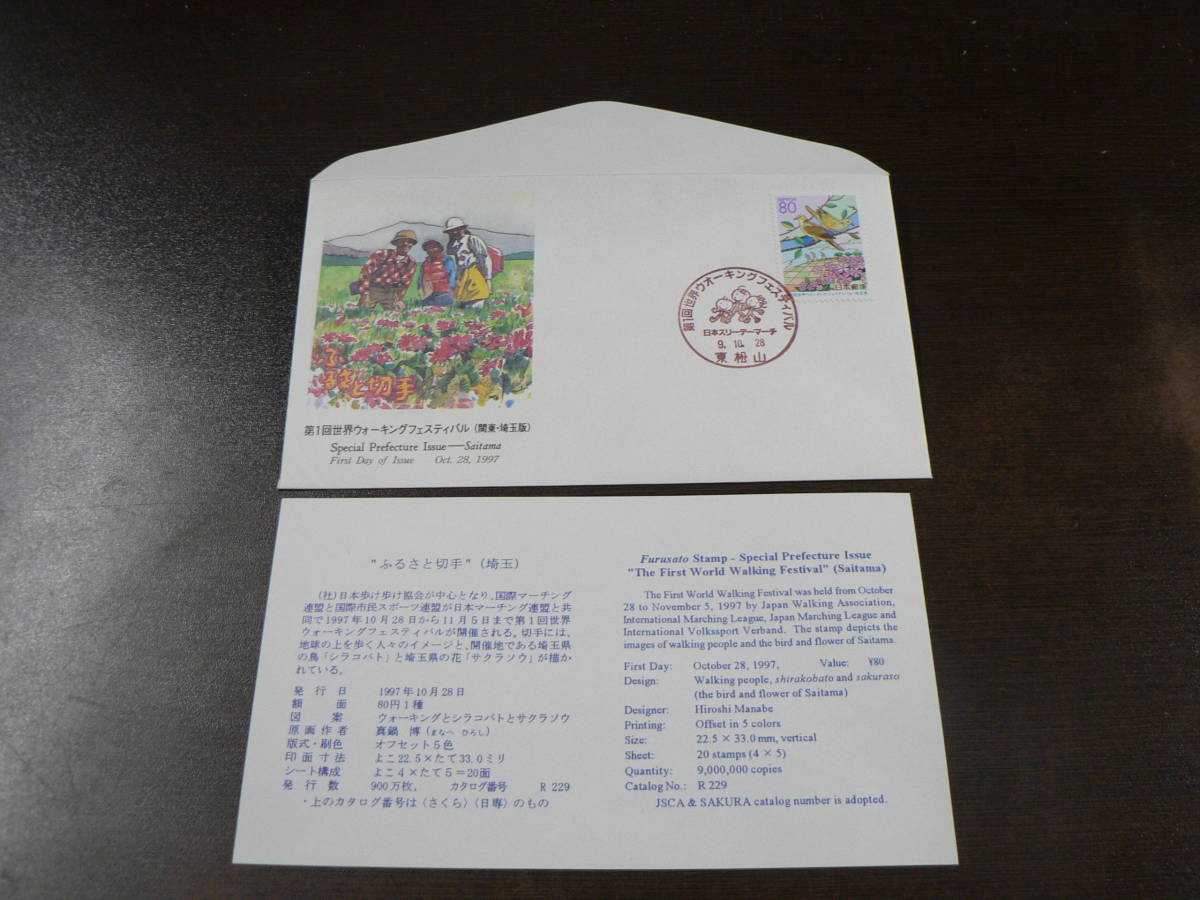 80
日本郵便
第1回世界ウオーキングフェスティバル
日本スリーデーマーチ
9.10.28
東松山
ふるさと切手
第1回世界ウォーキングフェスティバル（関東・埼玉版）
Special Prefecture Issue—Saitama
First Day of Issue Oct. 28, 1997
"ふるさと切手"（埼玉）
（社）日本歩け歩け協会が中心となり、国際マーチング
連盟と国際市民スポーツ連盟が日本マーチング連盟と共
同で1997年10月28日から11月5日まで第1回世界
ウォーキングフェスティバルが開催される。切手には、
地球の上を歩く人々のイメージと、開催地である埼玉県
の鳥「シラコバト」と埼玉県の花「サクラソウ」が描か
れている。
発行日 1997年10月28日
額面 80円1種
図案 ウォーキングとシラコバトとサクラソウ
原画作者 真鍋 博（まなべ ひろし）
版式・刷色 オフセット5色
印面寸法 よこ22.5×たて33.0ミリ
シート構成 よこ4×たて5＝20面
発行数 900万枚， カタログ番号 R 229
・上のカタログ番号は〈さくら〉〈日専〉のもの
Furusato Stamp - Special Prefecture Issue
"The First World Walking Festival" (Saitama)
The First World Walking Festival was held from October
28 to November 5, 1997 by Japan Walking Association,
International Marching League, Japan Marching League and
International Volkssport Verband. The stamp depicts the
images of walking people and the bird and flower of Saitama.
First Day: October 28, 1997, Value: ¥80
Design: Walking people, shirakobato and sakuraso
(the bird and flower of Saitama)
Designer: Hiroshi Manabe
Printing: Offset in 5 colors
Size: 22.5 × 33.0 mm, vertical
Sheet: 20 stamps (4 × 5)
Quantity: 9,000,000 copies
Catalog No.: R 229
JSCA & SAKURA catalog number is adopted.